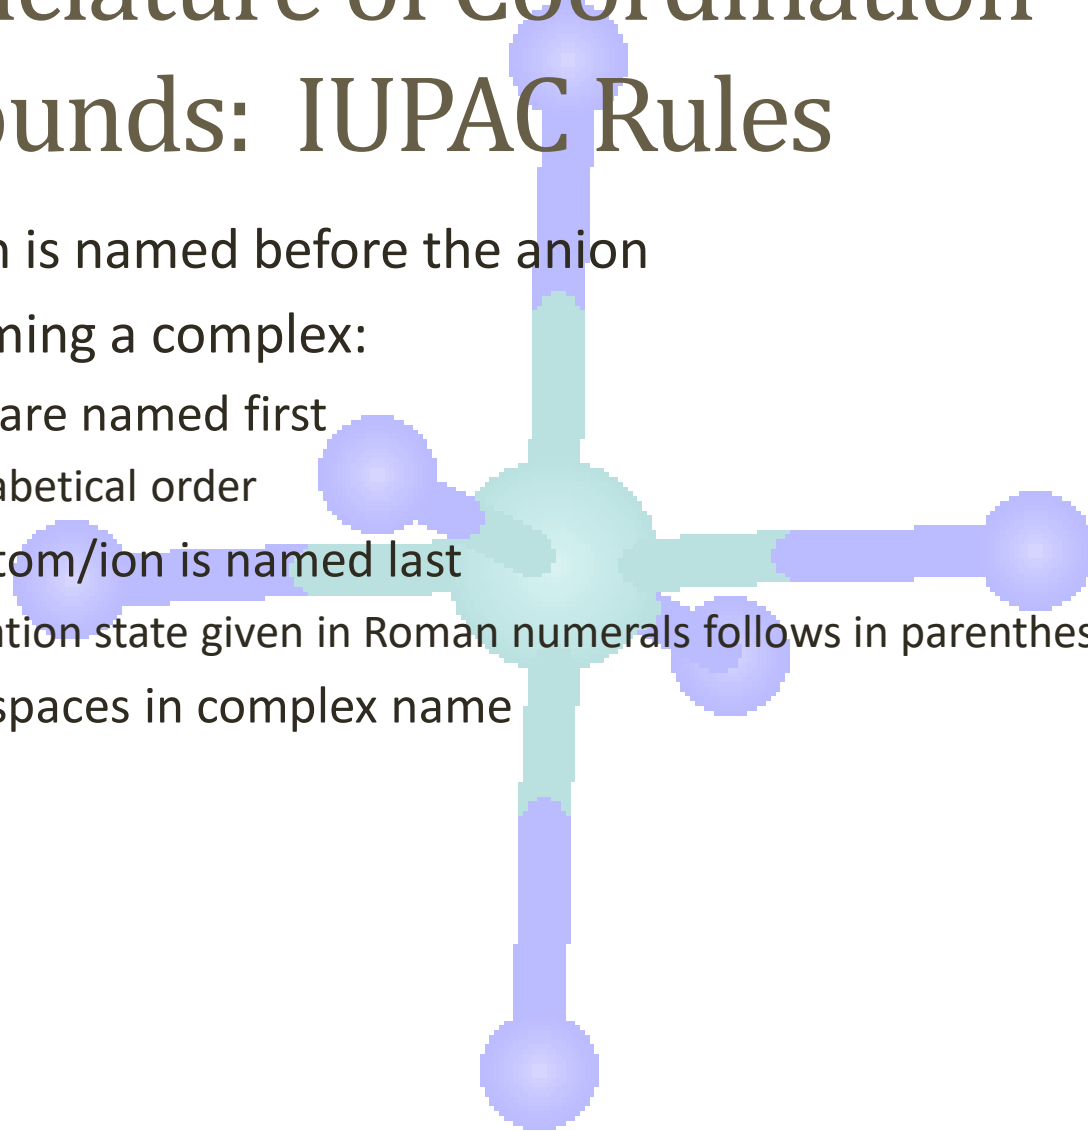 clature of Coordination
ounds: IUPAC Rules
n is named before the anion
ming a complex:
are named first
abetical order
tom/ion is named last
ation state given in Roman numerals follows in parenthes
spaces in complex name